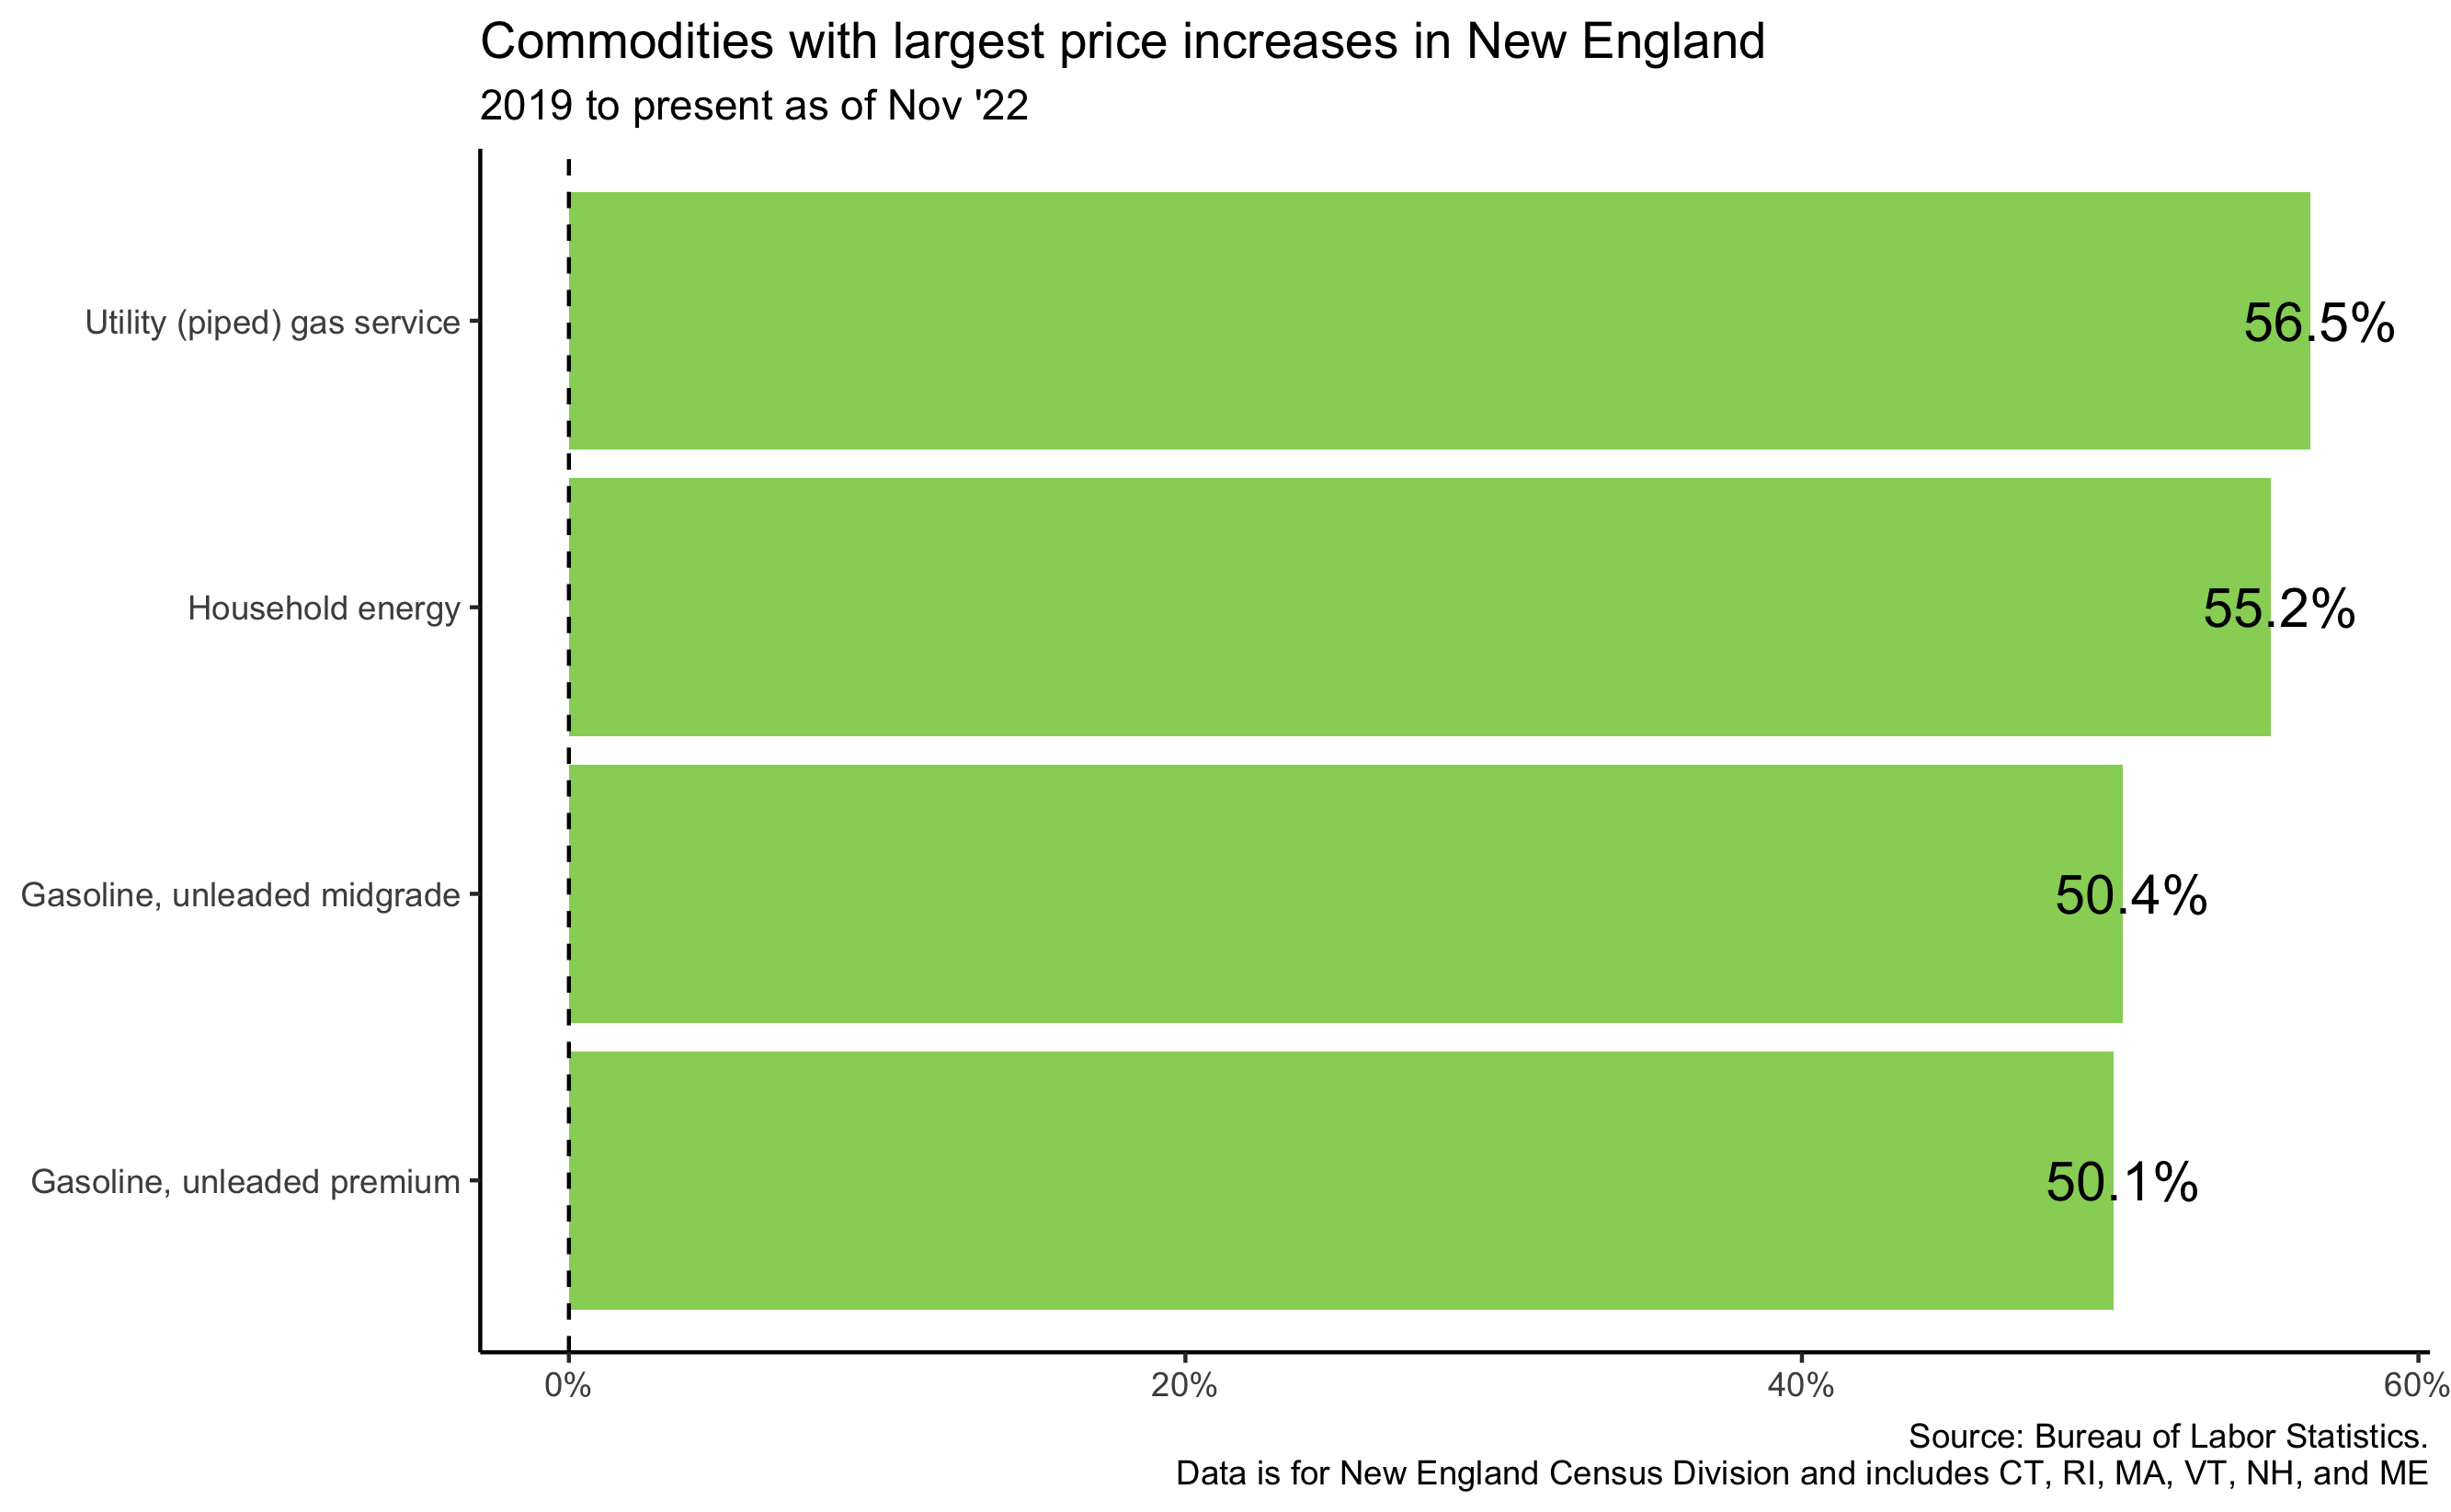 Commodities with largest price increases in New England
2019 to present as of Nov '22
Utility (piped) gas service
56.5%
Household energy
55.2%
Gasoline, unleaded midgrade
50.4%
Gasoline, unleaded premium
50.1%
0%
20%
40%
60%
Source: Bureau of Labor Statistics.
Data is for New England Census Division and includes CT, RI, MA, VT, NH, and ME